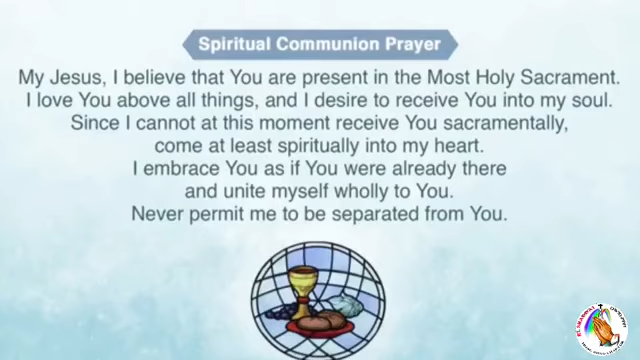 Spiritual Communion Prayer
My Jesus, I believe that You are present in the Most Holy Sacrament.
I love You above all things, and I desire to receive You into my soul.
Since I cannot at this moment receive You sacramentally,
come at least spiritually into my heart.
I embrace You as if You were already there
and unite myself wholly to You.
Never permit me to be separated from You.